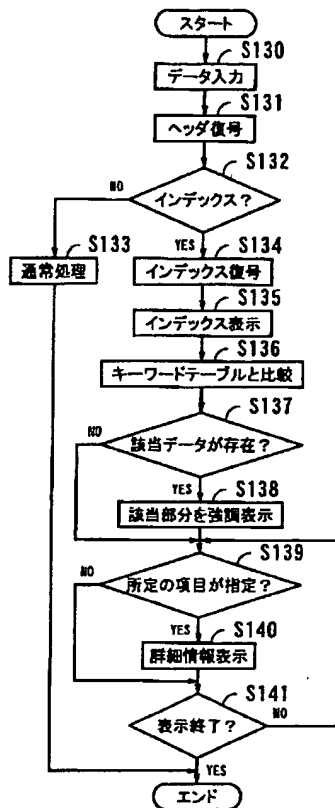 スタート
S130
データ入力
S131
ヘッダ復号
S132
NO
インデックス？
S133
YES
S134
通常処理
インデックス復号
S135
インデックス表示
S136
キーワードテーブルと比較
S137
NO
該当データが存在？
YES
S138
該当部分を強調表示
S139
NO
所定の項目が指定？
YES
S140
詳細情報表示
S141
表示終了？
NO
YES
エンド